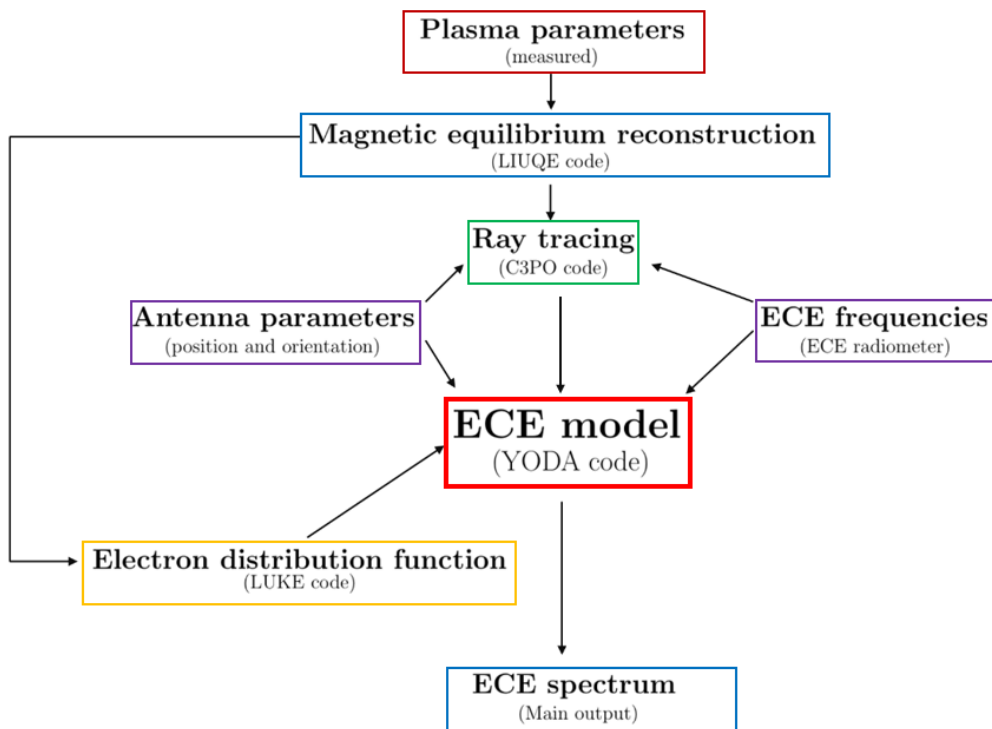 Plasma parameters
(measured)
Magnetic equilibrium reconstruction
(LIUQE code)
Ray tracing
(C3PO code)
Antenna parameters
(position and orientation)
ECE frequencies
(ECE radiometer)
ECE model
(YODA code)
Electron distribution function
(LUKE code)
ECE spectrum
(Main output)